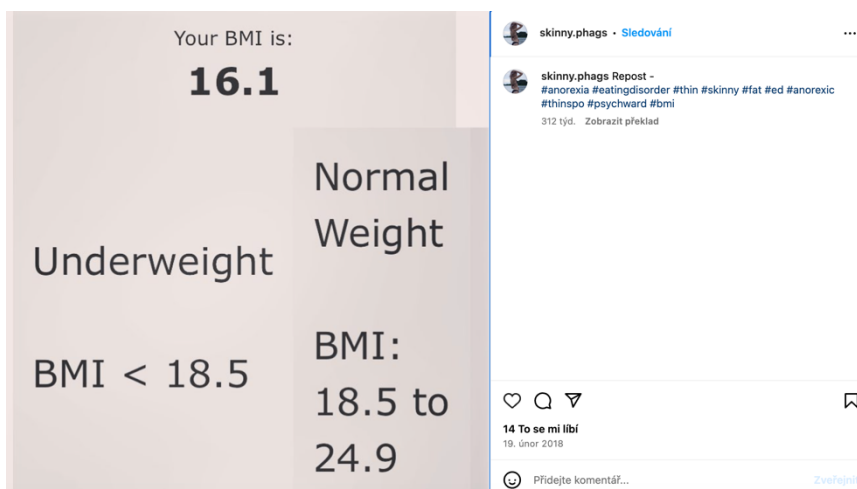 Your BMI is:
16.1
Underweight
BMI < 18.5
Normal
Weight
BMI:
18.5 to
24.9
skinny.phags • Sledování
skinny.phags Repost -
#anorexia #eatingdisorder #thin #skinny #fat #ed #anorexic
#thinspo #psychward #bmi
312 týd. Zobrazit překlad
14 To se mi líbí
19. únor 2018
Přidejte komentář...
Zveřejnit